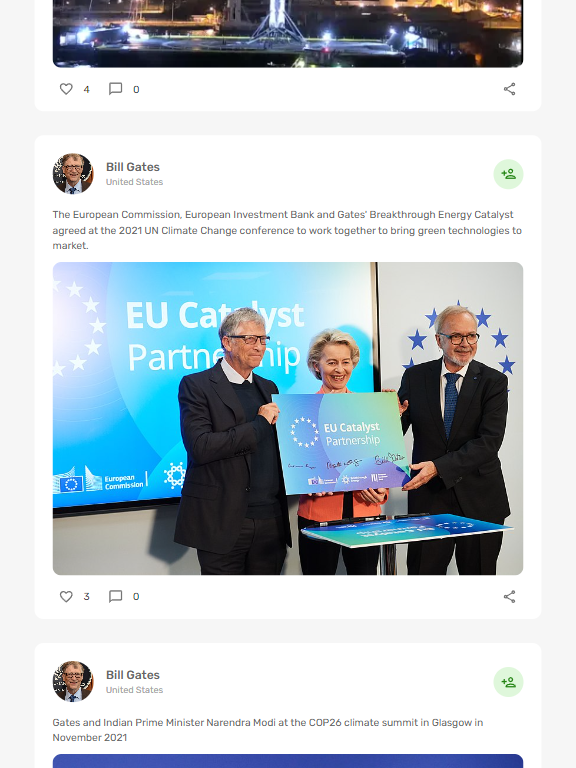 4
0
Bill Gates
United States
The European Commission, European Investment Bank and Gates' Breakthrough Energy Catalyst
agreed at the 2021 UN Climate Change conference to work together to bring green technologies to
market.
EU Catalyst
Partnership
EU Catalyst
Partnership
European
Commission
3
0
Bill Gates
United States
Gates and Indian Prime Minister Narendra Modi at the COP26 climate summit in Glasgow in
November 2021